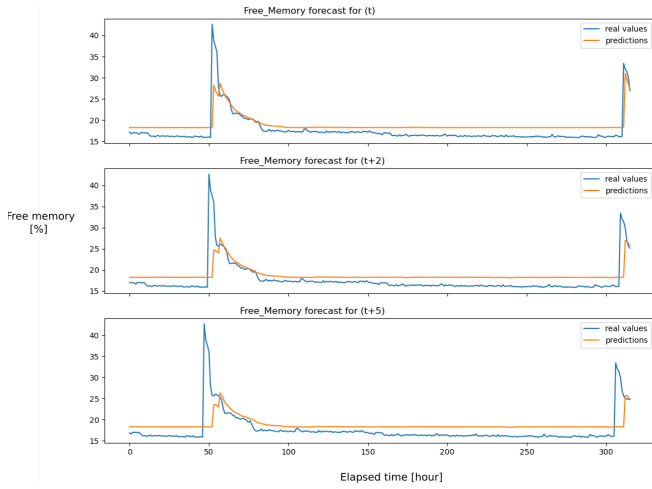 Free_Memory forecast for (t)
40
35
30
25
20
15
real values
predictions
Free_Memory forecast for (t+2)
40
35
30
25
20
15
real values
predictions
Free memory
[%]
Free_Memory forecast for (t+5)
40
35
30
25
20
15
real values
predictions
0 50 100 150 200 250 300
Elapsed time [hour]